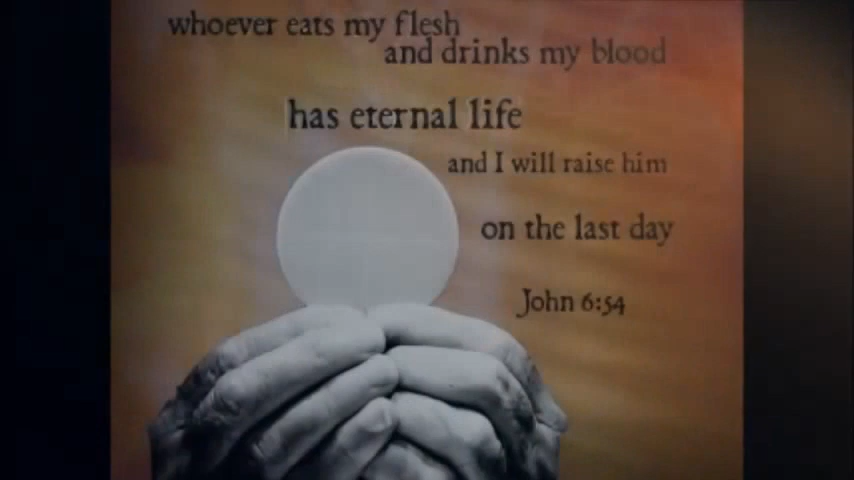 whoever eats my flesh
and drinks my blood
has eternal life
and I will raise him
on the last day
John 6:54